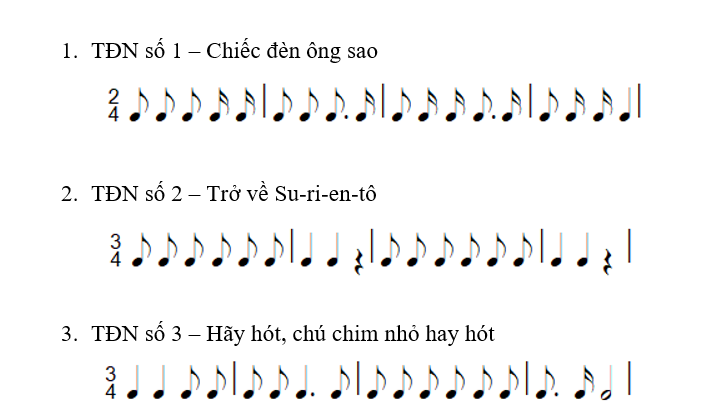 1. TĐN số 1 – Chiếc đèn ông sao
2
4
2. TĐN số 2 – Trở về Su-ri-en-tô
3
4
3. TĐN số 3 – Hãy hót, chú chim nhỏ hay hót
3
4